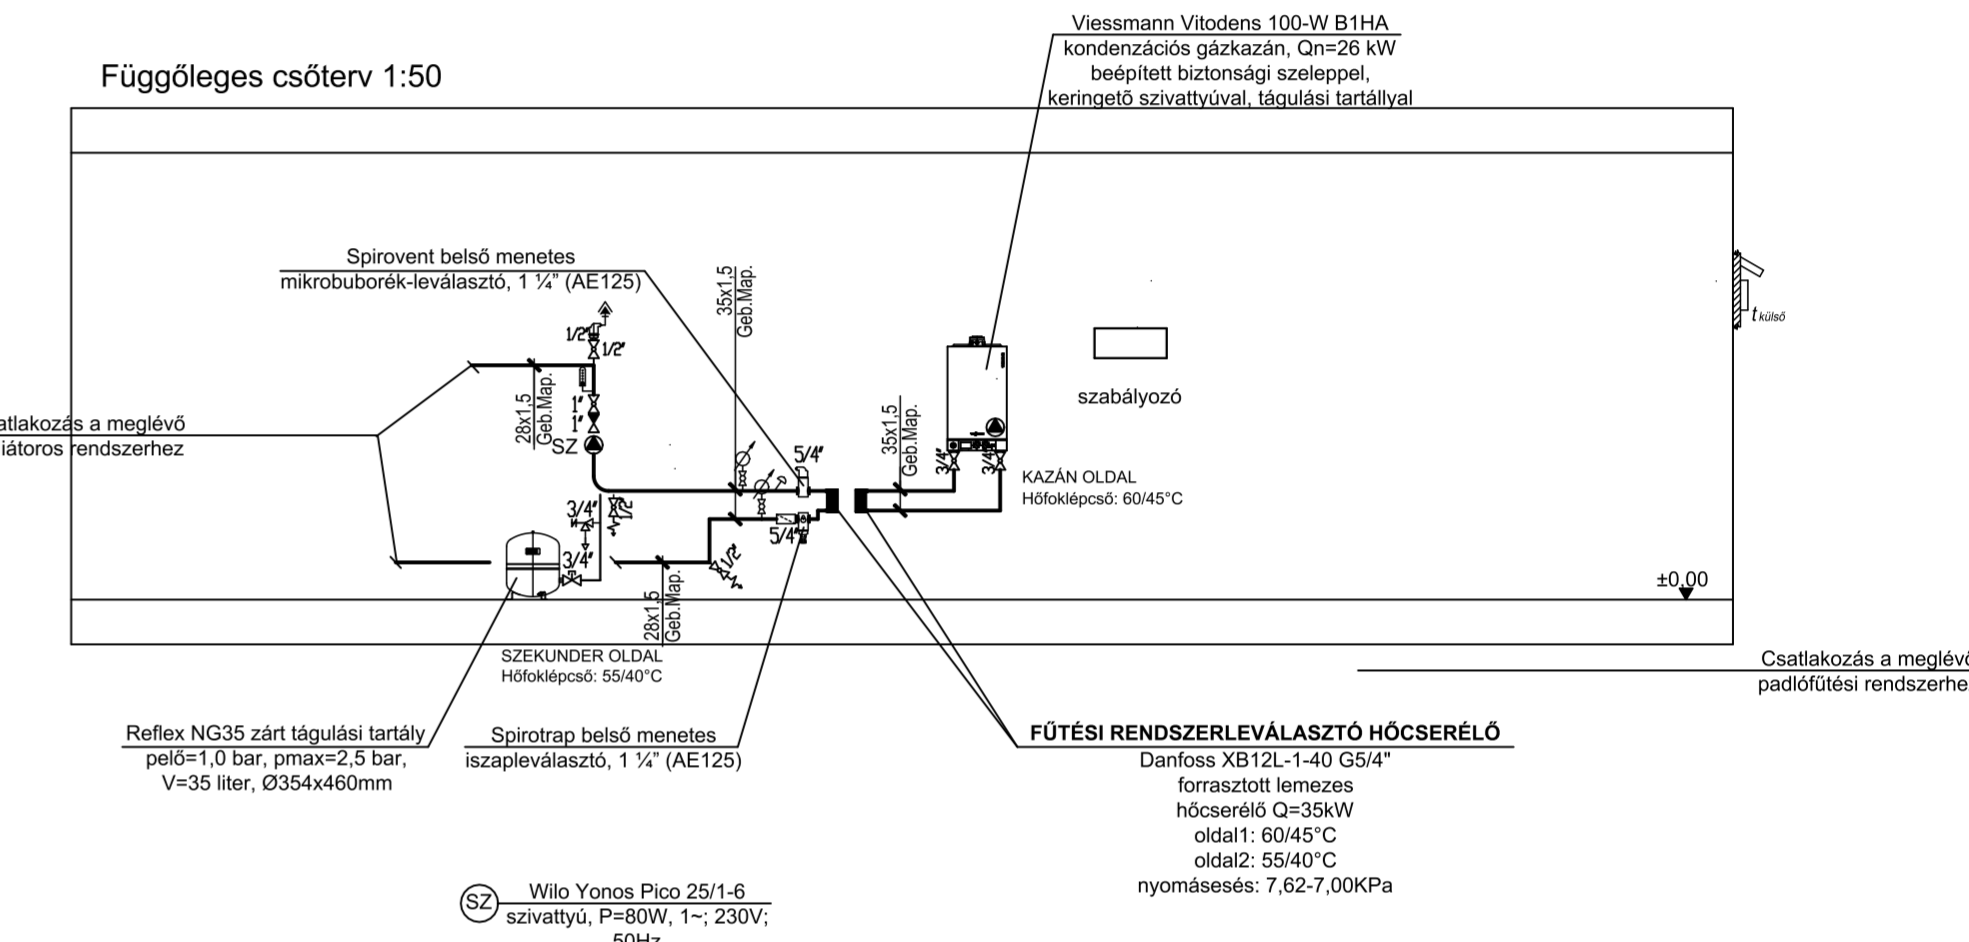 Viessmann Vitodens 100-W B1HA
kondenzációs gázkazán, Qn=26 kW
beépített biztonsági szeleppel,
keringetõ szivattyúval, tágulási tartállyal
Függőleges csőterv 1:50
Spirovent belső menetes
mikrobuborék-leválasztó, 1 ¼” (AE125)
35x1,5
Geb.Map.
1/2"
1/2"
t külső
28x1,5
Geb.Map.
1"
1"
SZ
szabályozó
35x1,5
Geb.Map.
atlakozás a meglévő
iátoros rendszerhez
5/4"
3/4"
3/4"
KAZÁN OLDAL
Hőfoklépcső: 60/45°C
3/4"
1/2"
5/4"
3/4"
1/2"
28x1,5
Geb.Map.
±0,00
SZEKUNDER OLDAL
Hőfoklépcső: 55/40°C
Csatlakozás a meglévő
padlófűtési rendszerhe
Reflex NG35 zárt tágulási tartály
pelő=1,0 bar, pmax=2,5 bar,
V=35 liter, Ø354x460mm
Spirotrap belső menetes
iszapleválasztó, 1 ¼” (AE125)
FŰTÉSI RENDSZERLEVÁLASZTÓ HŐCSERÉLŐ
Danfoss XB12L-1-40 G5/4"
forrasztott lemezes
hőcserélő Q=35kW
oldal1: 60/45°C
oldal2: 55/40°C
nyomásesés: 7,62-7,00KPa
SZ
Wilo Yonos Pico 25/1-6
szivattyú, P=80W, 1~; 230V;
50Hz